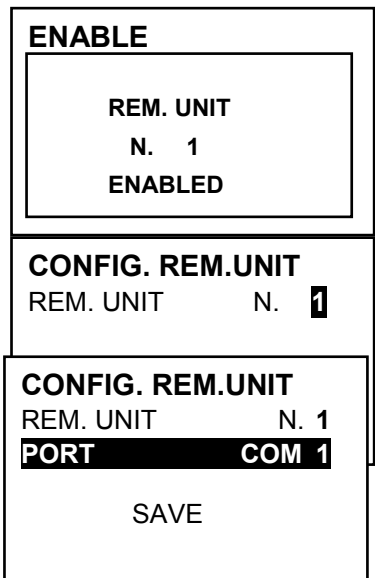 ENABLE
REM. UNIT
N. 1
ENABLED
CONFIG. REM.UNIT
REM. UNIT N. 1
CONFIG. REM.UNIT
REM. UNIT N. 1
PORT COM 1
SAVE